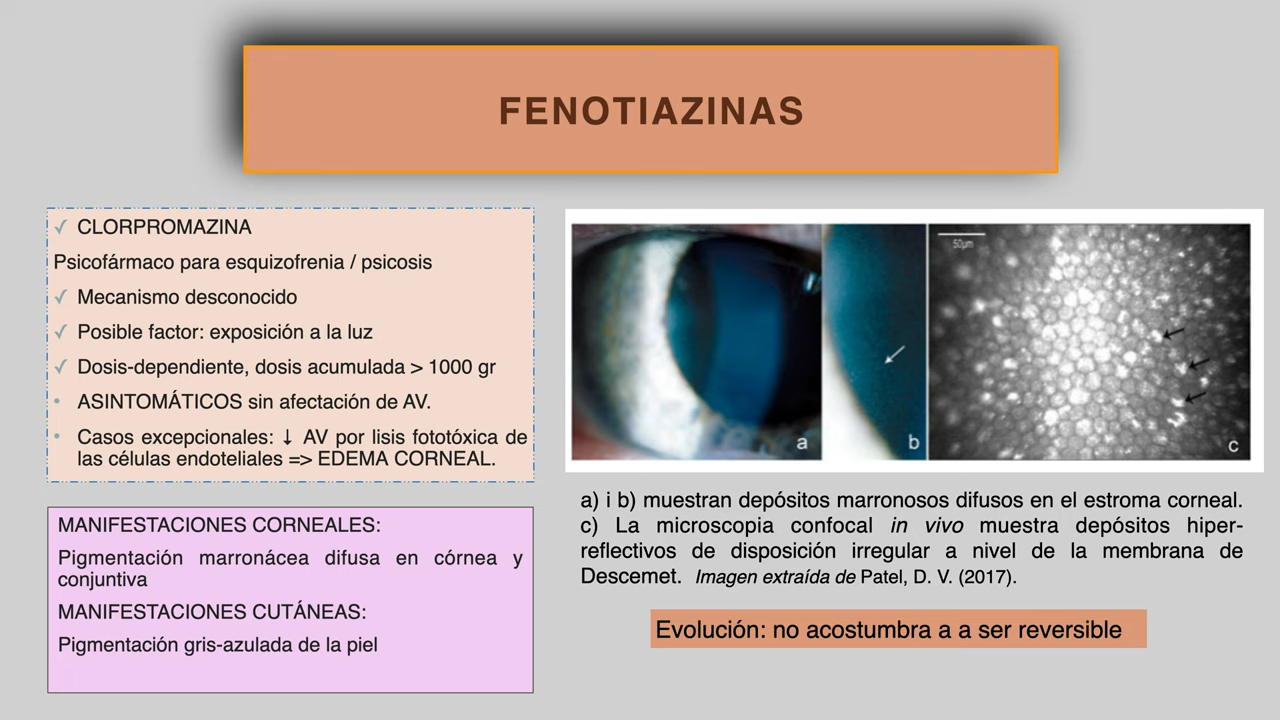 FENOTIAZINAS
✓ CLORPROMAZINA
Psicofármaco para esquizofrenia / psicosis
✓ Mecanismo desconocido
✓ Posible factor: exposición a la luz
✓ Dosis-dependiente, dosis acumulada > 1000 gr
• ASINTOMÁTICOS sin afectación de AV.
• Casos excepcionales: ↓ AV por lisis fototóxica de
las células endoteliales => EDEMA CORNEAL.
MANIFESTACIONES CORNEALES:
Pigmentación marronácea difusa en córnea y
conjuntiva
MANIFESTACIONES CUTÁNEAS:
Pigmentación gris-azulada de la piel
50µm
a
b
c
a) i b) muestran depósitos marronosos difusos en el estroma corneal.
c) La microscopia confocal in vivo muestra depósitos hiper-
reflectivos de disposición irregular a nivel de la membrana de
Descemet. Imagen extraída de Patel, D. V. (2017).
Evolución: no acostumbra a a ser reversible